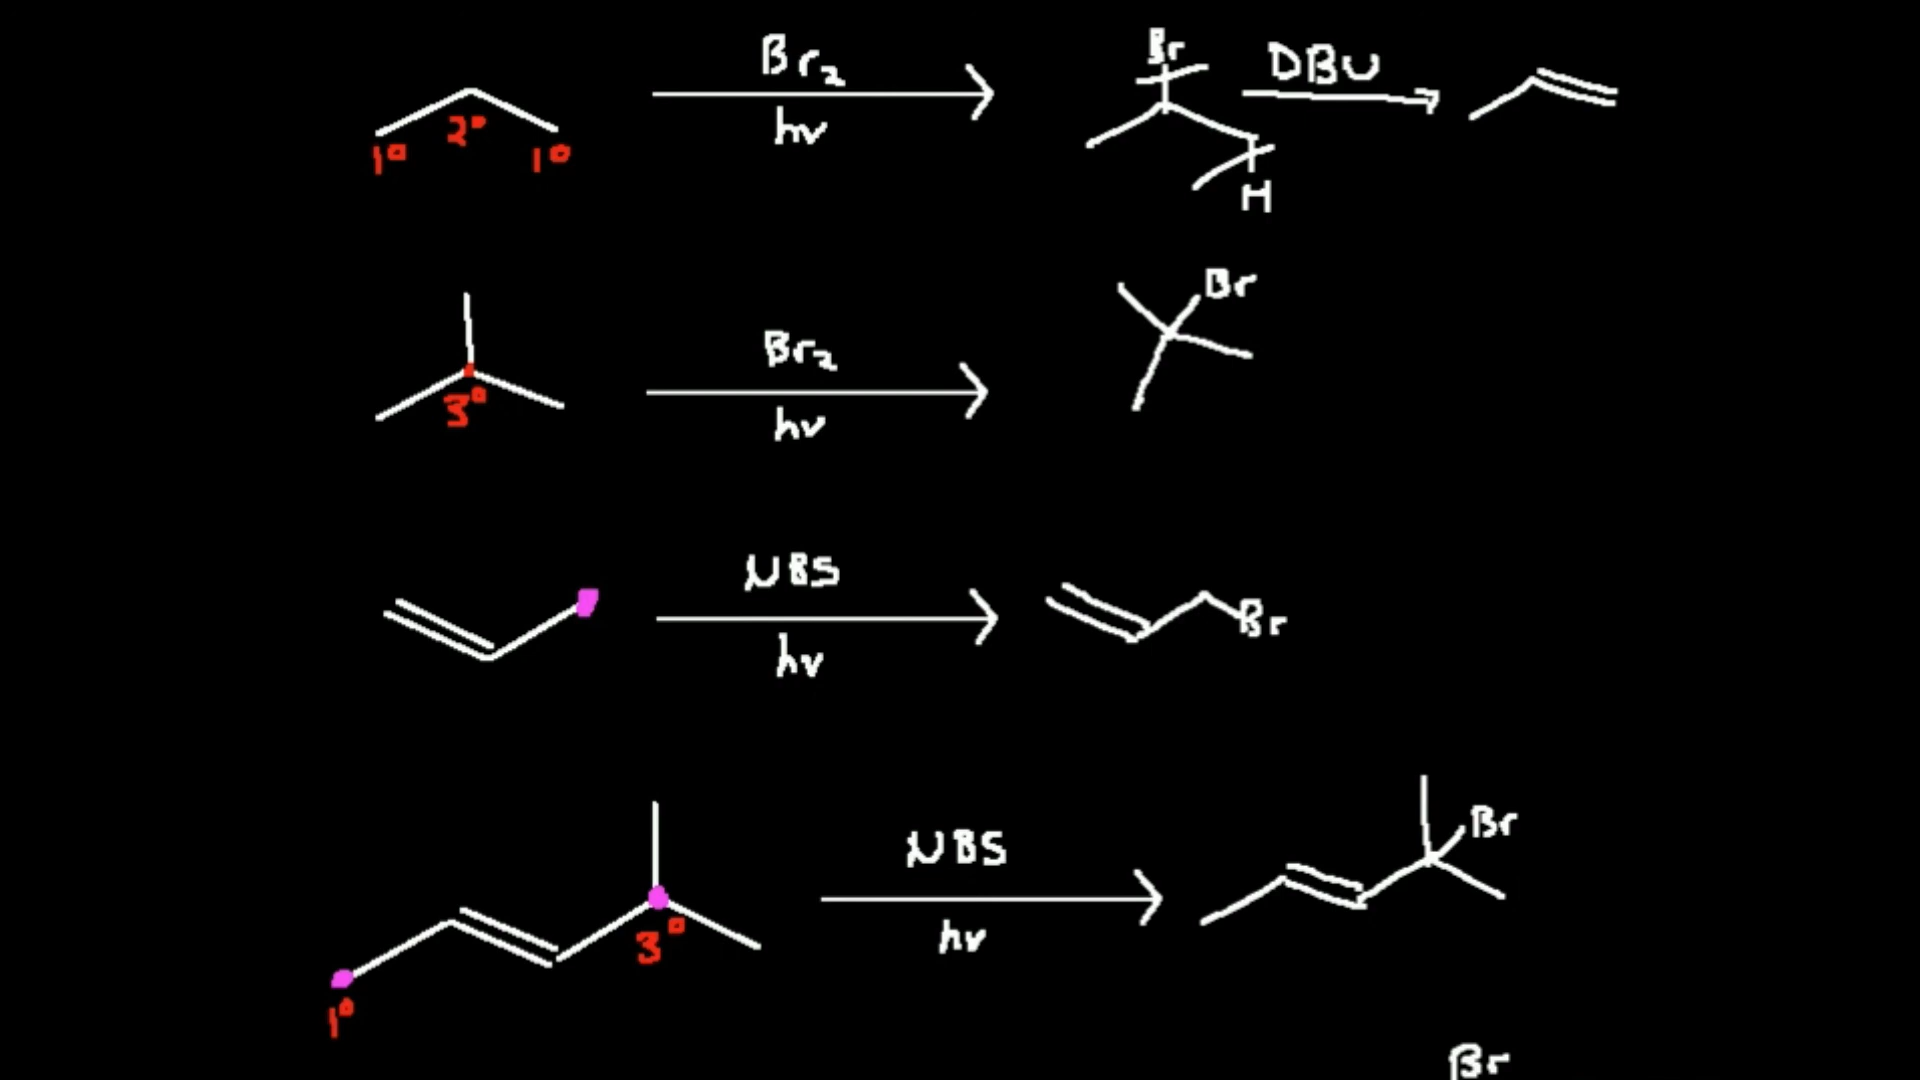 Br₂ Br DBU
hν
1° 2° 1° H
Br₂ Br
3° hν
NBS
hν Br
NBS Br
3° hν
1°
Br